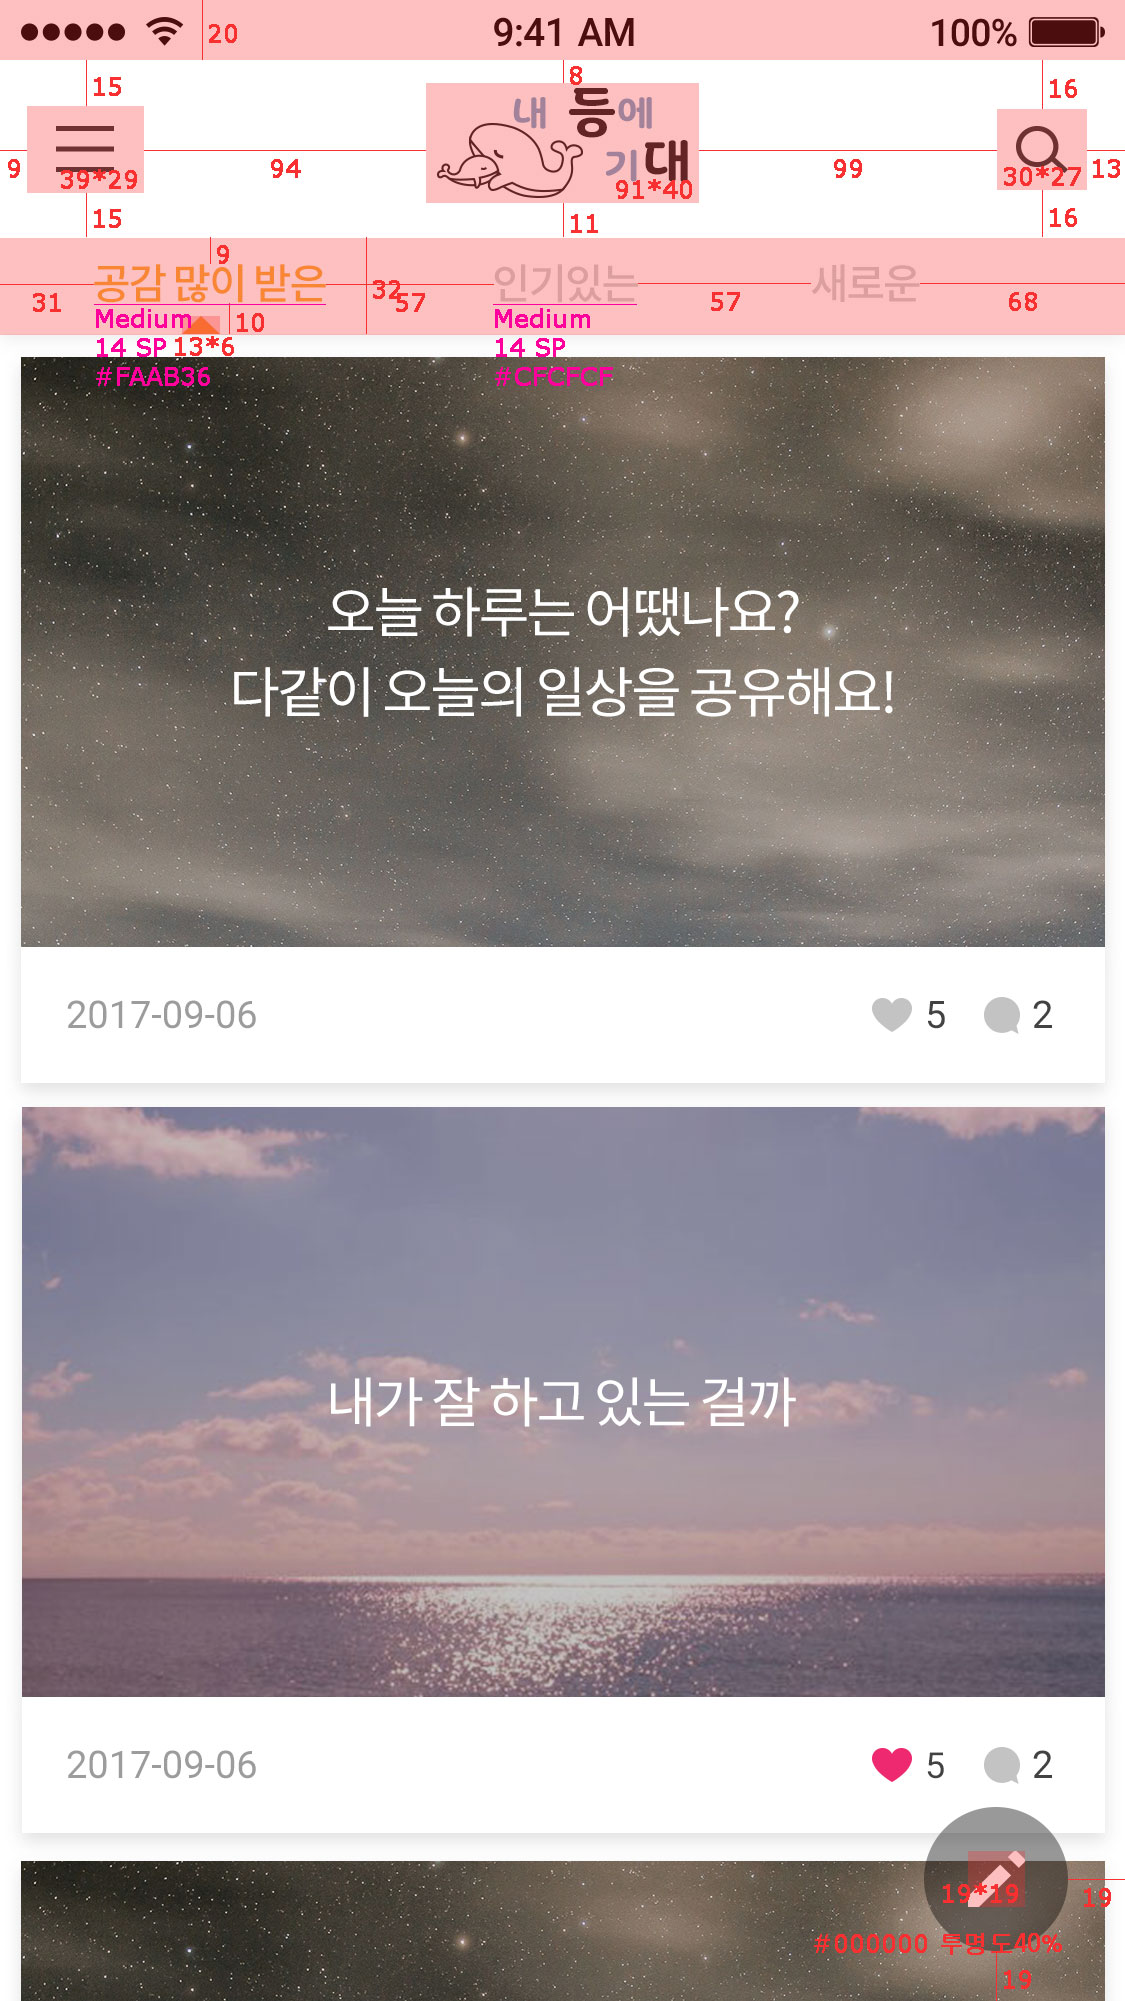 20 9:41 AM 100%
15 8 16
내 등에
기대
9 39*29 94 91*40 99 30*27 13
15 11 16
9
공감 많이 받은 인기있는 새로운
31 32 57 57 68
Medium 10 Medium
14 SP 13*6 14 SP
#FAAB36 #CFCFCF
오늘 하루는 어땠나요?
다같이 오늘의 일상을 공유해요!
2017-09-06 5 2
내가 잘 하고 있는 걸까
2017-09-06 5 2
19*19 19
#000000 투명도40%
19